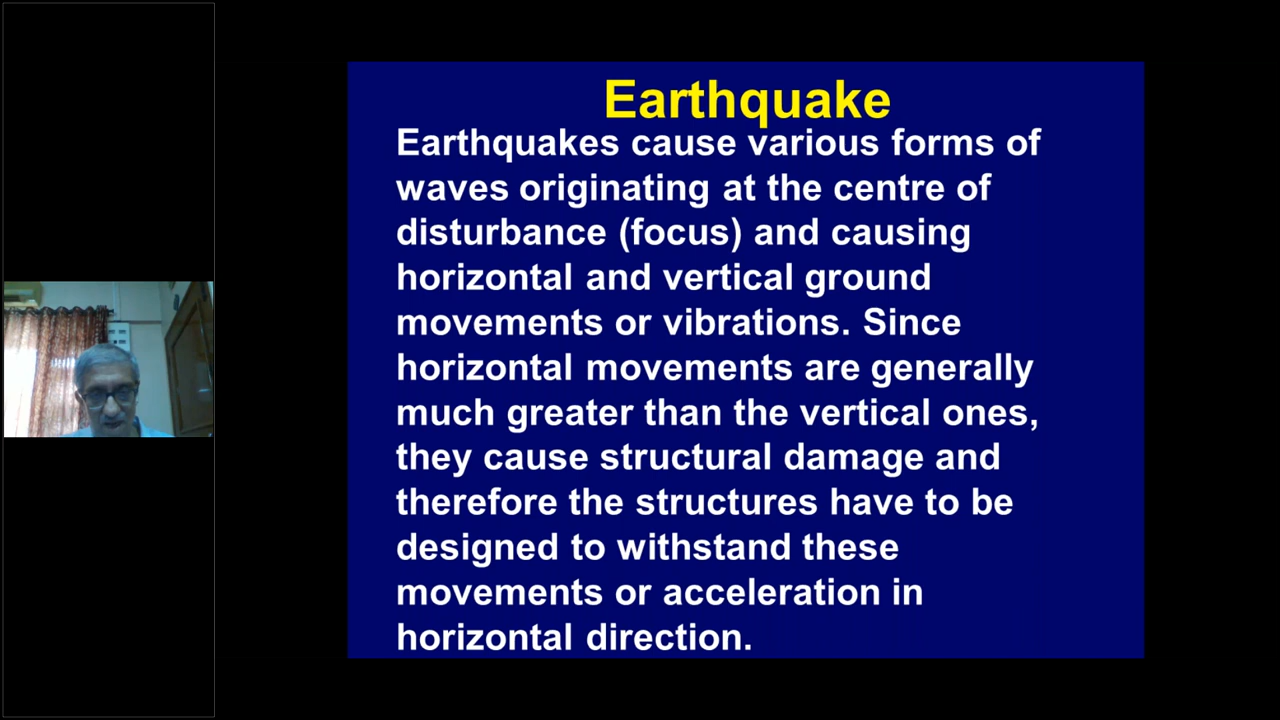 Earthquake
Earthquakes cause various forms of
waves originating at the centre of
disturbance (focus) and causing
horizontal and vertical ground
movements or vibrations. Since
horizontal movements are generally
much greater than the vertical ones,
they cause structural damage and
therefore the structures have to be
designed to withstand these
movements or acceleration in
horizontal direction.